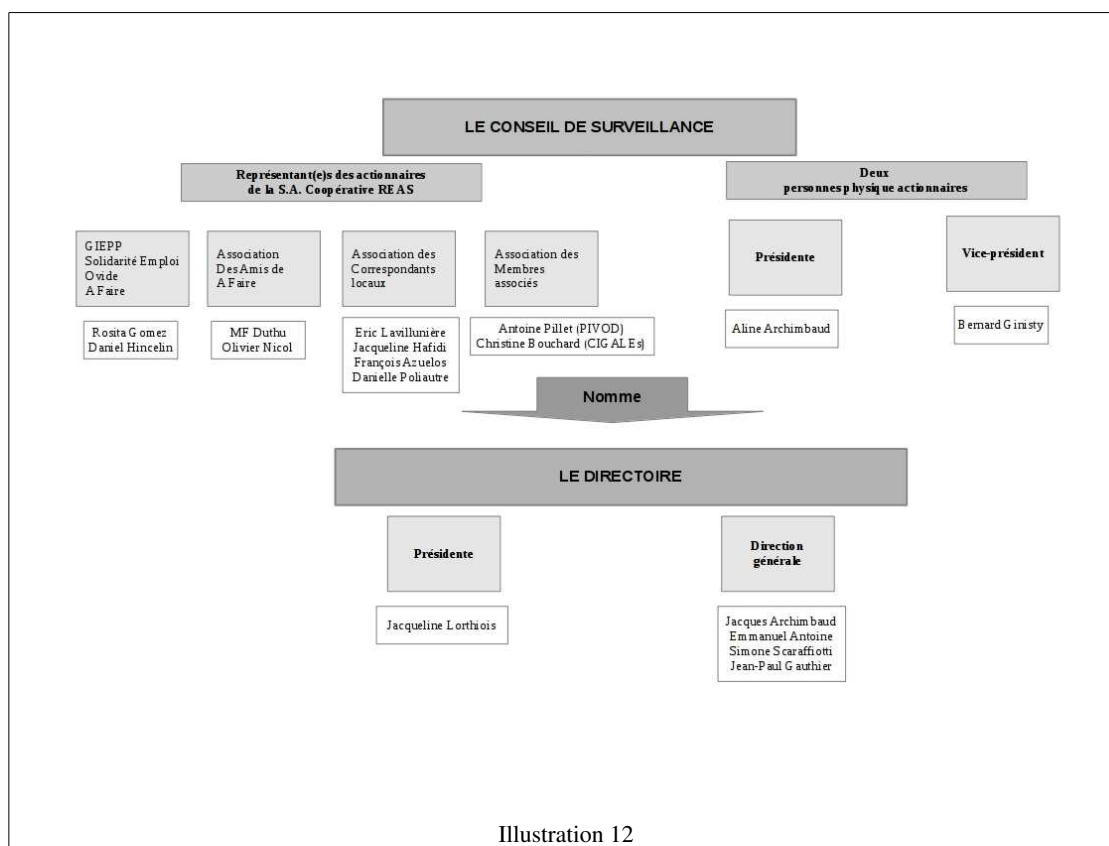 LE CONSEIL DE SURVEILLANCE
Représentant(e)s des actionnaires
de la S.A. Coopérative REAS
Deux
personnes physique actionnaires
GIEPP
Solidarité Emploi
Ovide
A Faire
Association
Des Amis de
A Faire
Association des
Correspondants
locaux
Association des
Membres
associés
Présidente
Vice-président
Rosita Gomez
Daniel Hincelin
MF Duthu
Olivier Nicol
Eric Lavillunière
Jacqueline Hafidi
François Azuelos
Danielle Poliautre
Antoine Pillet (PIVOD)
Christine Bouchard (CIGALEs)
Aline Archimbaud
Bernard Ginisty
Nomme
LE DIRECTOIRE
Présidente
Direction
générale
Jacqueline Lorthiois
Jacques Archimbaud
Emmanuel Antoine
Simone Scaraffiotti
Jean-Paul Gauthier
Illustration 12